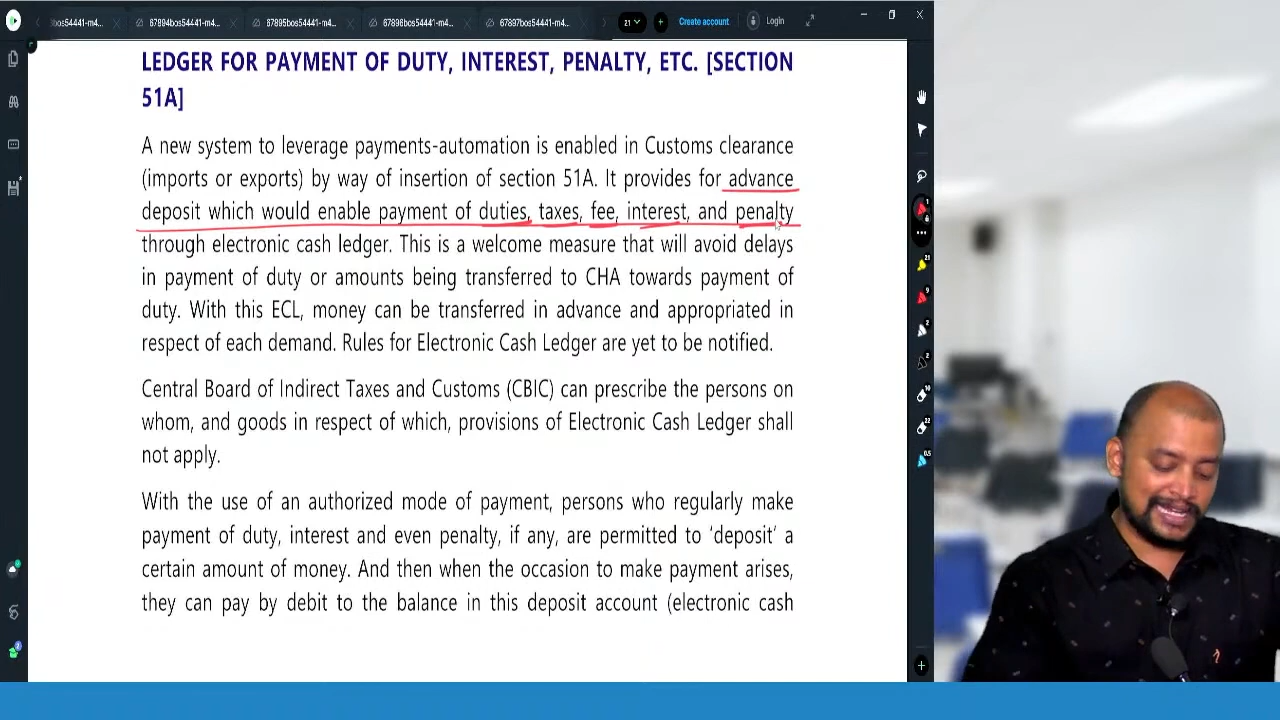 67894bos54441-m4...
67895bos54441-m4...
67896bos54441-m4...
67897bos54441-m4...
21
Create account
Login
LEDGER FOR PAYMENT OF DUTY, INTEREST, PENALTY, ETC. [SECTION
51A]
A new system to leverage payments-automation is enabled in Customs clearance
(imports or exports) by way of insertion of section 51A. It provides for advance
deposit which would enable payment of duties, taxes, fee, interest, and penalty
through electronic cash ledger. This is a welcome measure that will avoid delays
in payment of duty or amounts being transferred to CHA towards payment of
duty. With this ECL, money can be transferred in advance and appropriated in
respect of each demand. Rules for Electronic Cash Ledger are yet to be notified.
Central Board of Indirect Taxes and Customs (CBIC) can prescribe the persons on
whom, and goods in respect of which, provisions of Electronic Cash Ledger shall
not apply.
With the use of an authorized mode of payment, persons who regularly make
payment of duty, interest and even penalty, if any, are permitted to ‘deposit’ a
certain amount of money. And then when the occasion to make payment arises,
they can pay by debit to the balance in this deposit account (electronic cash